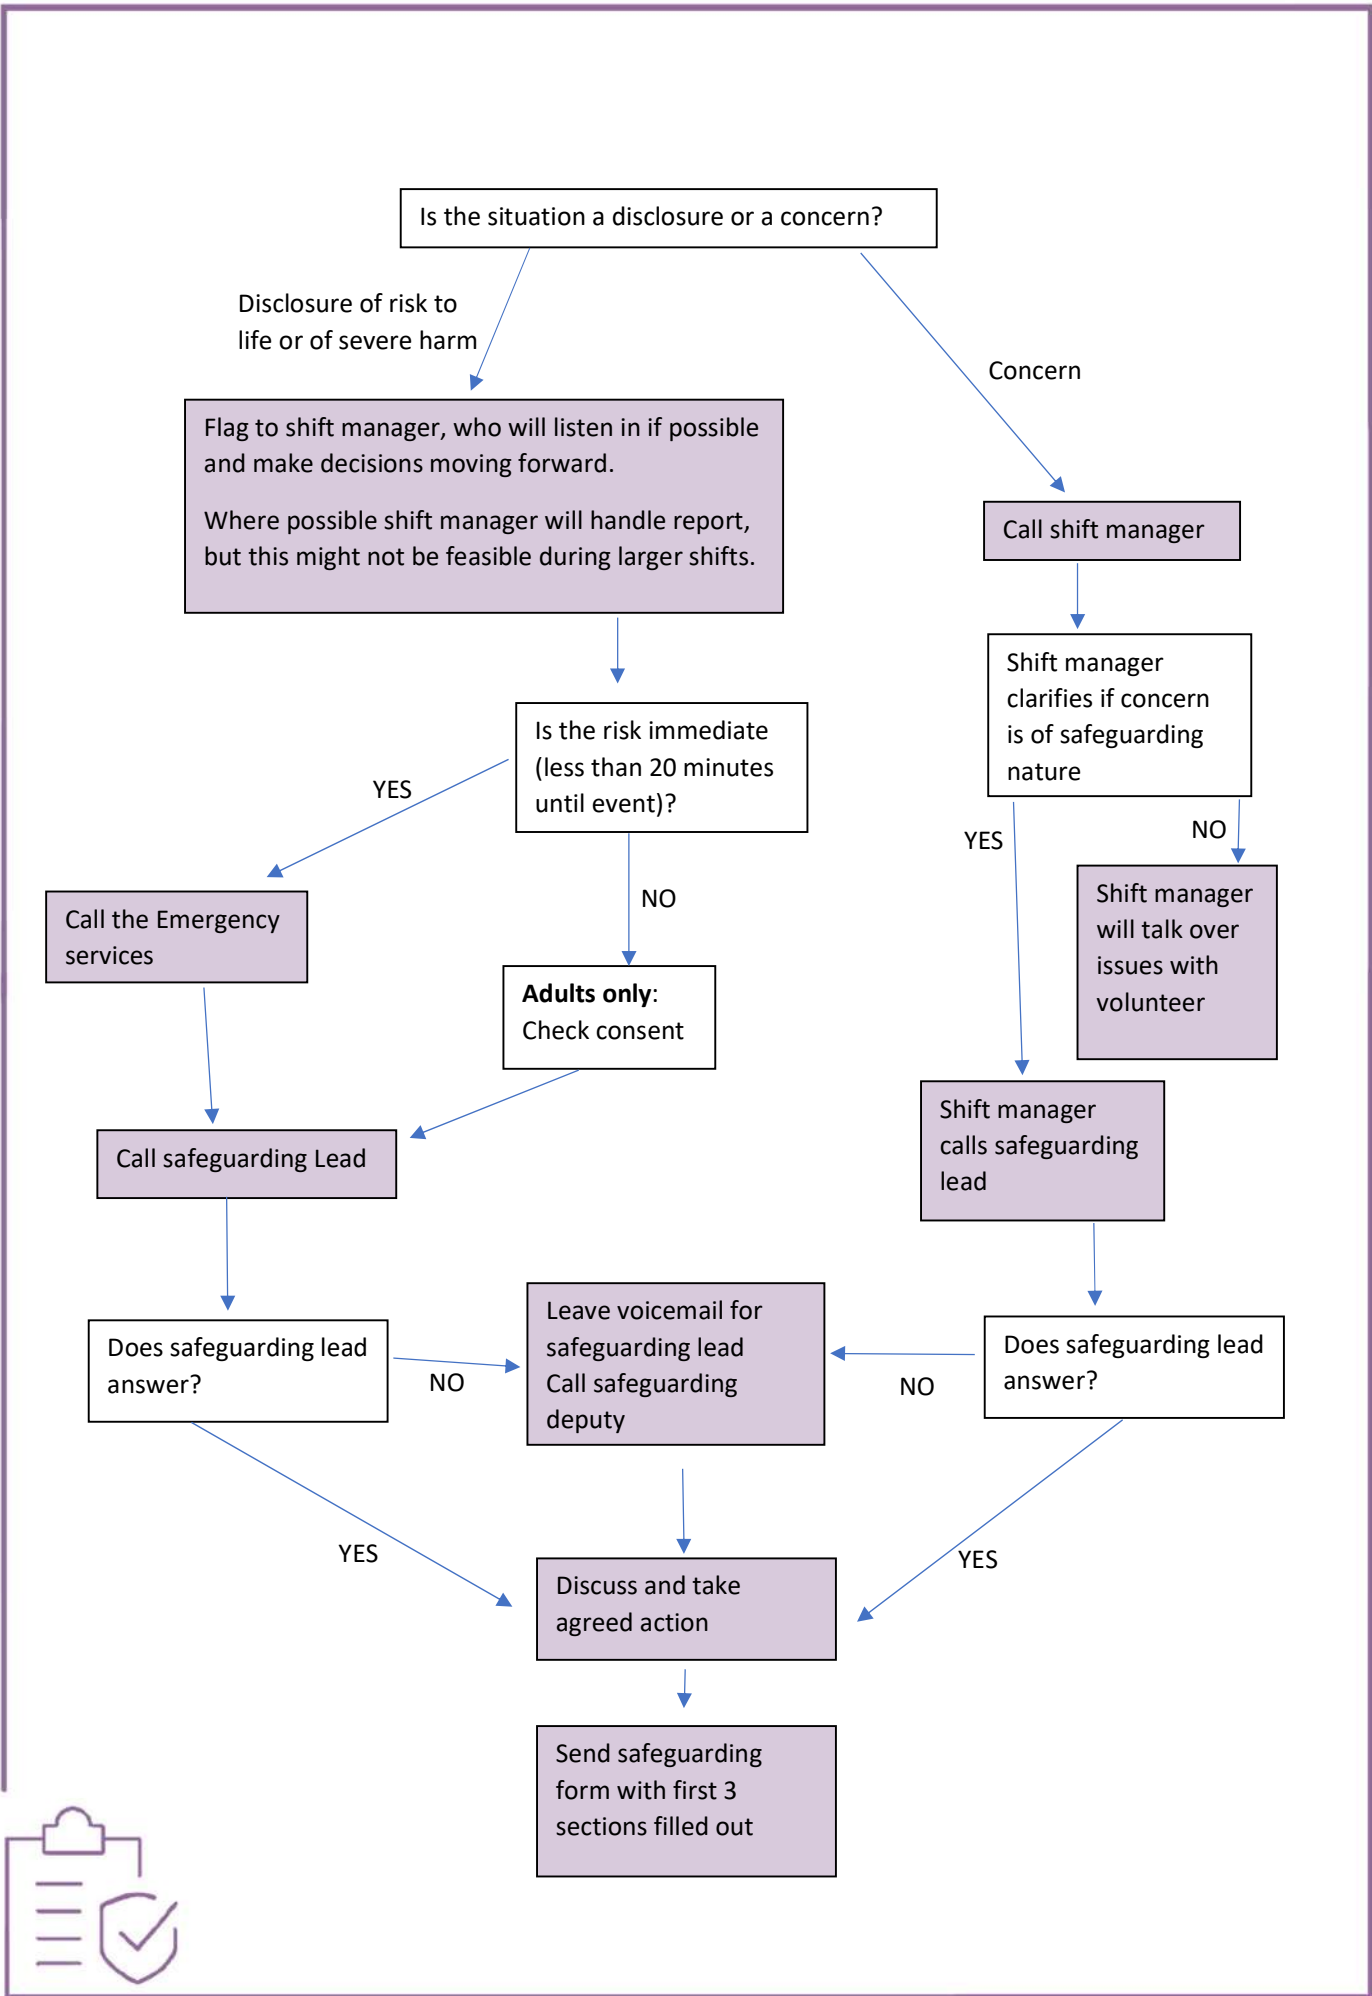 Is the situation a disclosure or a concern?
Disclosure of risk to
life or of severe harm
Concern
Flag to shift manager, who will listen in if possible
and make decisions moving forward.
Where possible shift manager will handle report,
but this might not be feasible during larger shifts.
Call shift manager
Shift manager
clarifies if concern
is of safeguarding
nature
Is the risk immediate
(less than 20 minutes
until event)?
YES
NO
YES
NO
Call the Emergency
services
Adults only:
Check consent
Shift manager
will talk over
issues with
volunteer
Shift manager
calls safeguarding
lead
Call safeguarding Lead
Does safeguarding lead
answer?
NO
Leave voicemail for
safeguarding lead
Call safeguarding
deputy
NO
Does safeguarding lead
answer?
YES
YES
Discuss and take
agreed action
Send safeguarding
form with first 3
sections filled out